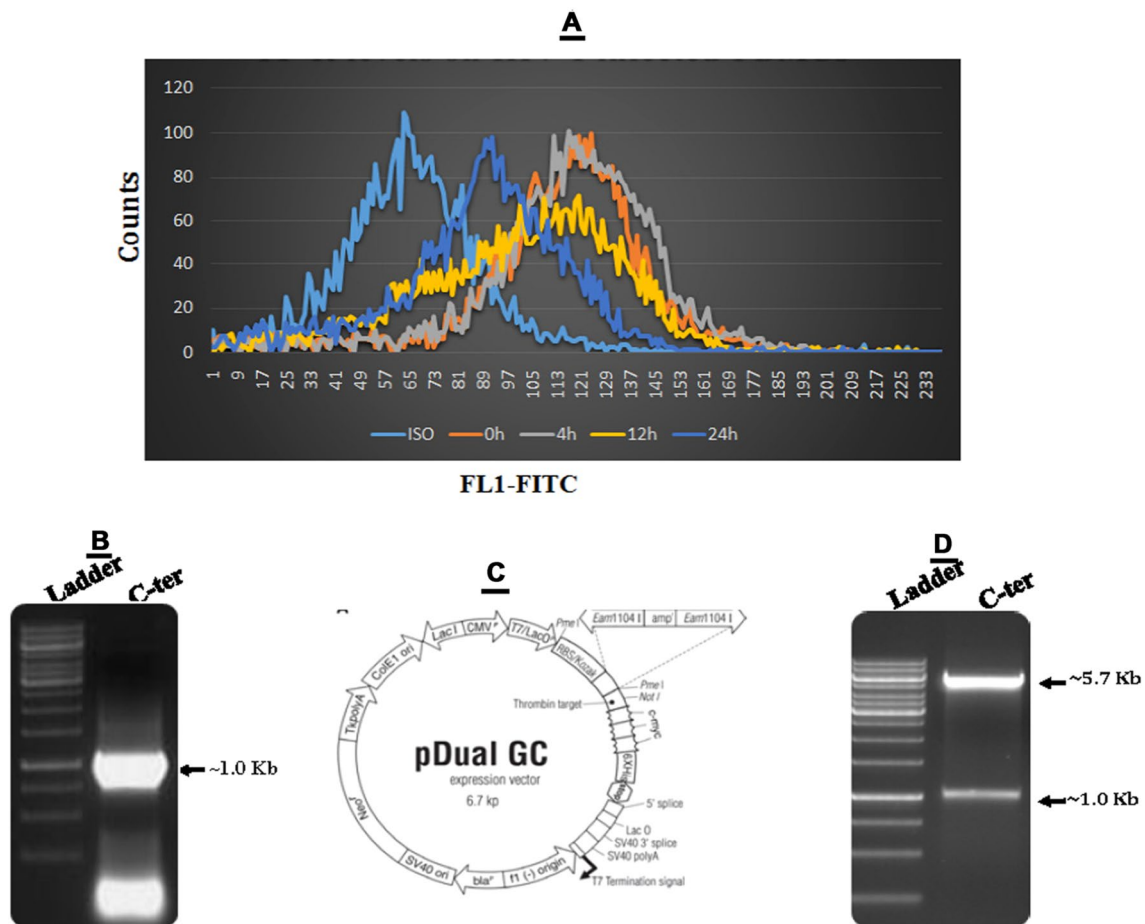 A
120
100
80
60
40
20
0
Counts
1 9 17 25 33 41 49 57 65 73 81 89 97 105 113 121 129 137 145 153 161 169 177 185 193 201 209 217 225 233
ISO 0h 4h 12h 24h
FL1-FITC
B
Ladder C-ter
~1.0 Kb
C
Eam1104 I amp^r Eam1104 I
Pme I
Lac I CMV T7/LacO RBS/Kozak
ColE1 ori
TkpolyA
Pme I
Not I
Thrombin target
c-myc
6XHis
stop
pDual GC
expression vector
6.7 kp
5' splice
Lac O
SV40 3' splice
SV40 polyA
T7 Termination signal
Neo^r
SV40 ori
bla
f1 (-) origin
D
Ladder C-ter
~5.7 Kb
~1.0 Kb